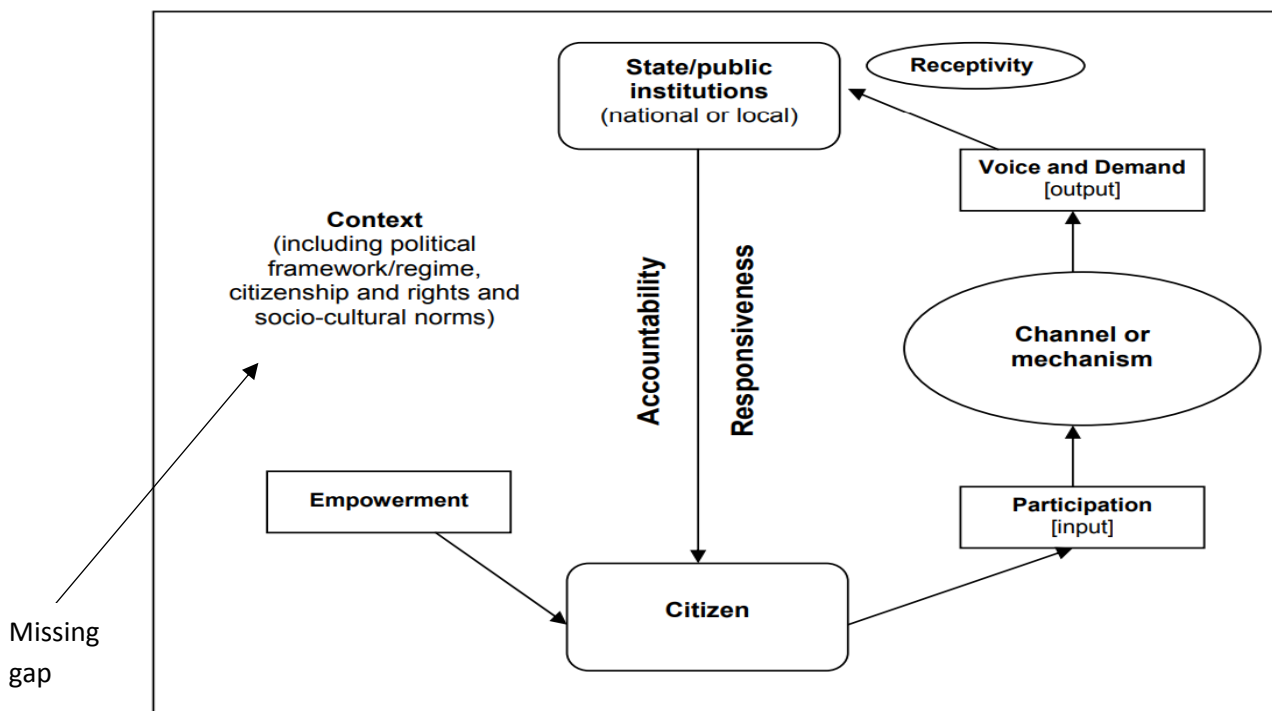 State/public
institutions
(national or local)
Receptivity
Voice and Demand
[output]
Context
(including political
framework/regime,
citizenship and rights and
socio-cultural norms)
Accountability
Responsiveness
Channel or
mechanism
Empowerment
Participation
[input]
Citizen
Missing
gap